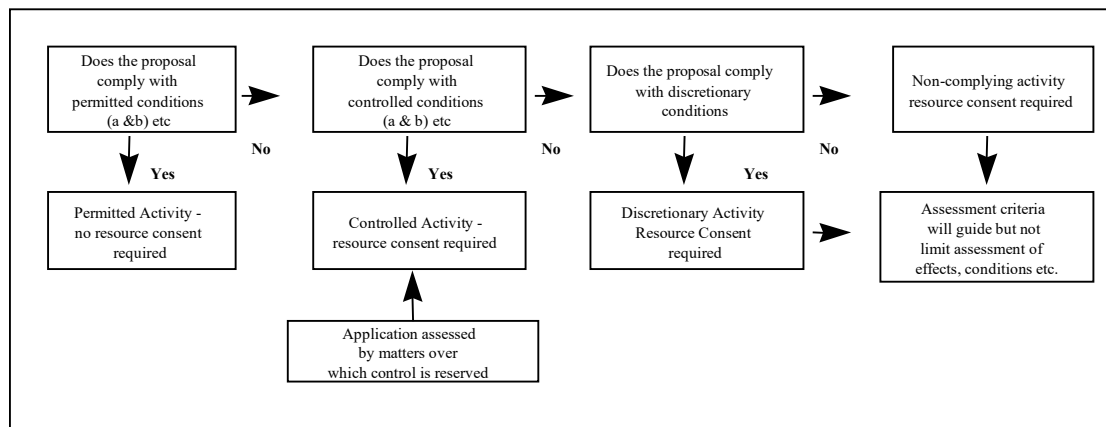 Does the proposal
comply with
permitted conditions
(a &b) etc
Does the proposal
comply with
controlled conditions
(a & b) etc
Does the proposal comply
with discretionary
conditions
Non-complying activity
resource consent required
No
No
No
Yes
Yes
Yes
Permitted Activity -
no resource consent
required
Controlled Activity -
resource consent required
Discretionary Activity
Resource Consent
required
Assessment criteria
will guide but not
limit assessment of
effects, conditions etc.
Application assessed
by matters over
which control is reserved